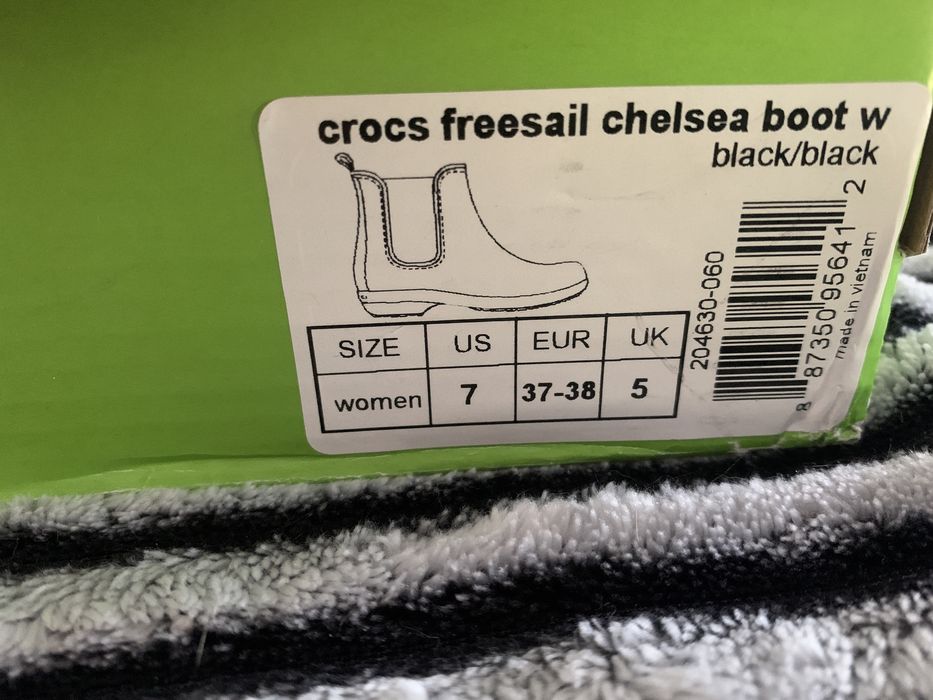 crocs freesail chelsea boot w
black/black
SIZE US EUR UK
women 7 37-38 5
204630-060
8 87350 95641 2
made in vietnam